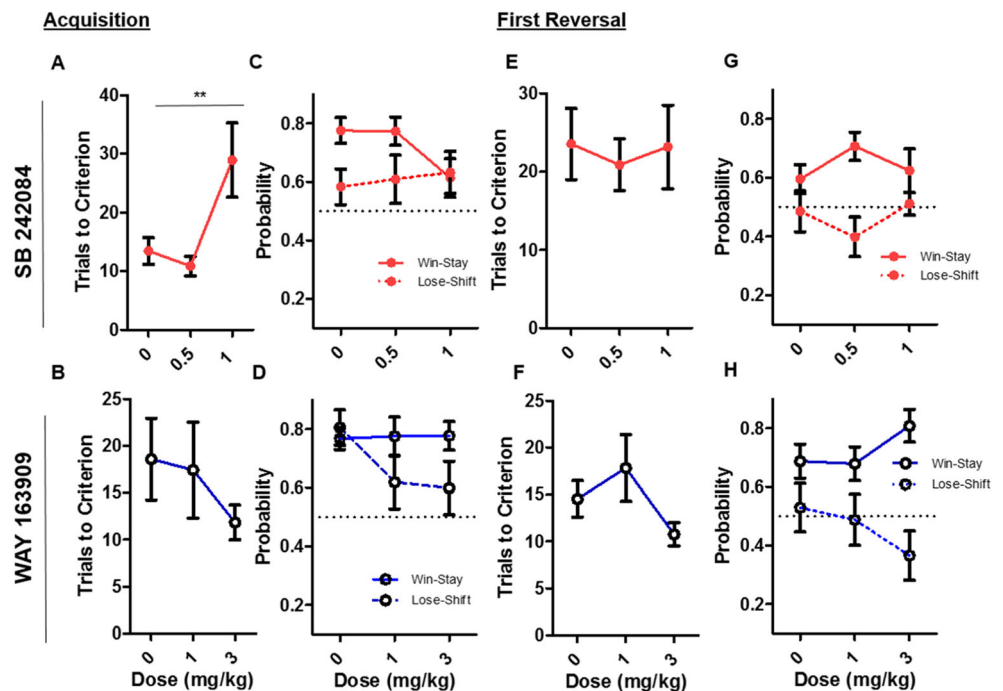 Acquisition
First Reversal
A
C
E
G
SB 242084
Trials to Criterion
40
30
20
10
0
**
0
0.5
1
Probability
0.8
0.6
0.4
0.2
Win-Stay
Lose-Shift
0
0.5
1
Trials to Criterion
30
20
10
0
0
0.5
1
Probability
0.8
0.6
0.4
0.2
Win-Stay
Lose-Shift
0
0.5
1
B
D
F
H
WAY 163909
Trials to Criterion
25
20
15
10
5
0
0
1
3
Dose (mg/kg)
Probability
0.8
0.6
0.4
0.2
Win-Stay
Lose-Shift
0
1
3
Dose (mg/kg)
Trials to Criterion
25
20
15
10
5
0
0
1
3
Dose (mg/kg)
Probability
0.8
0.6
0.4
0.2
Win-Stay
Lose-Shift
0
1
3
Dose (mg/kg)